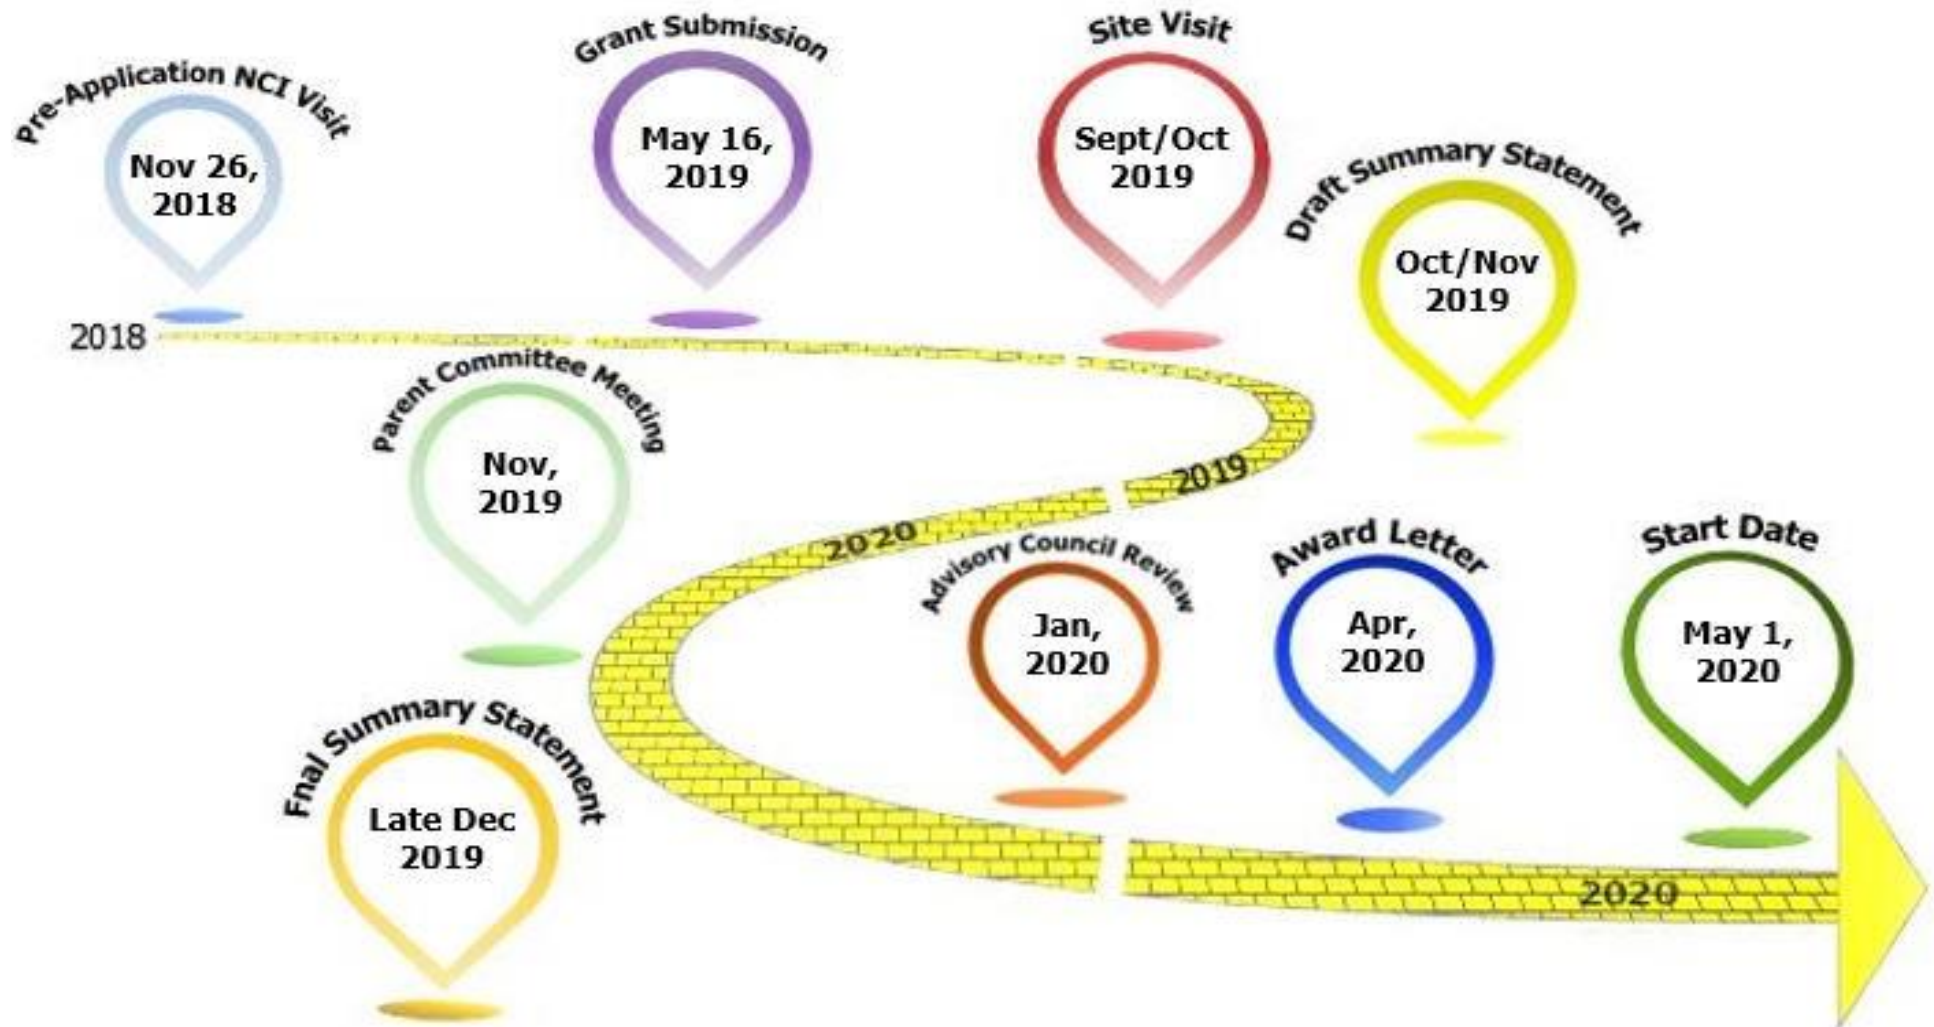 Pre-Application NCI Visit
Nov 26,
2018
Grant Submission
May 16,
2019
Site Visit
Sept/Oct
2019
Draft Summary Statement
Oct/Nov
2019
2018
Parent Committee Meeting
Nov,
2019
2019
2020
Advisory Council Review
Jan,
2020
Award Letter
Apr,
2020
Start Date
May 1,
2020
Fnal Summary Statement
Late Dec
2019
2020